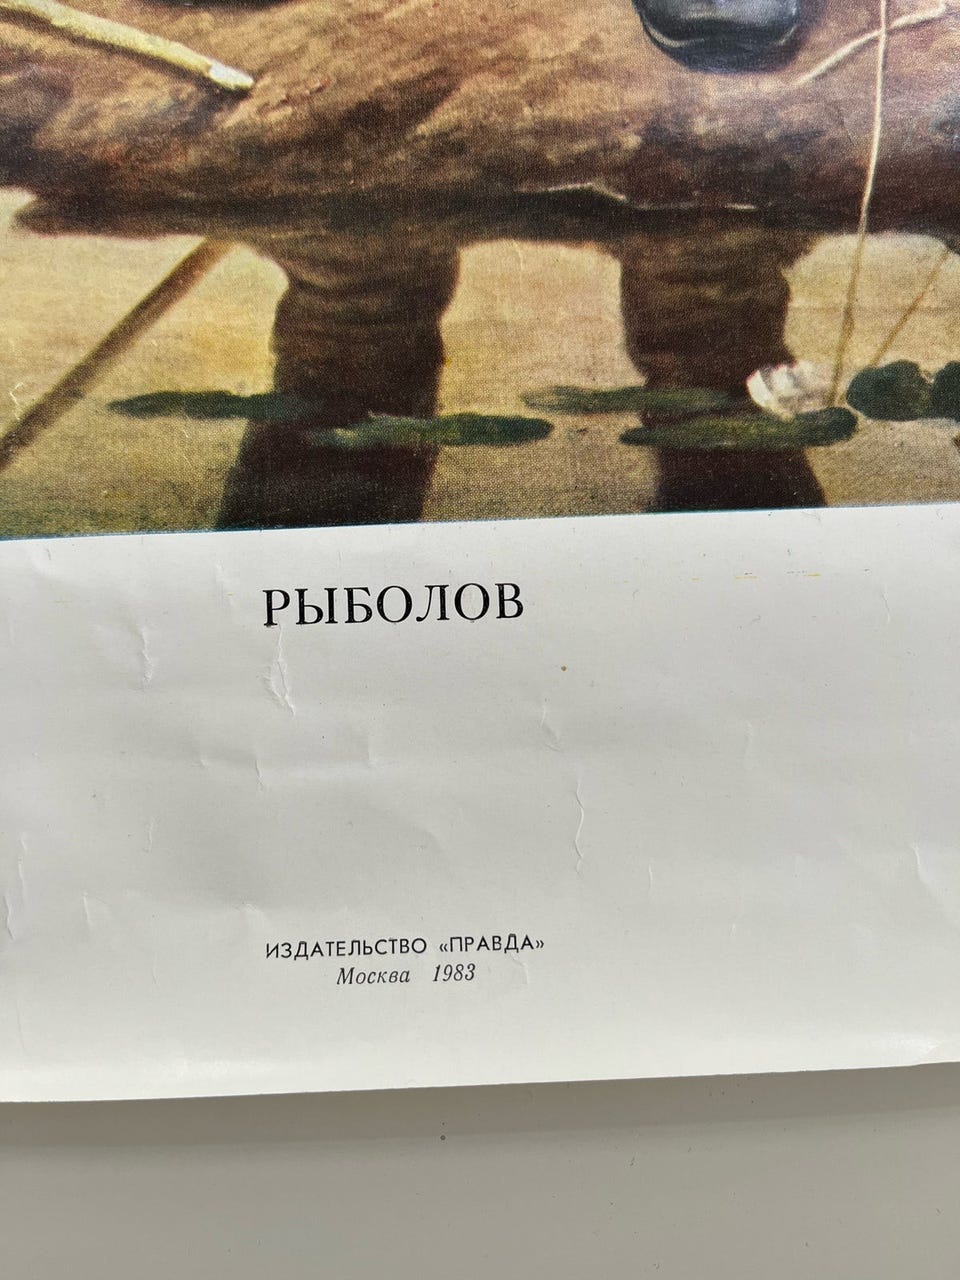 РЫБОЛОВ
ИЗДАТЕЛЬСТВО «ПРАВДА»
Москва 1983